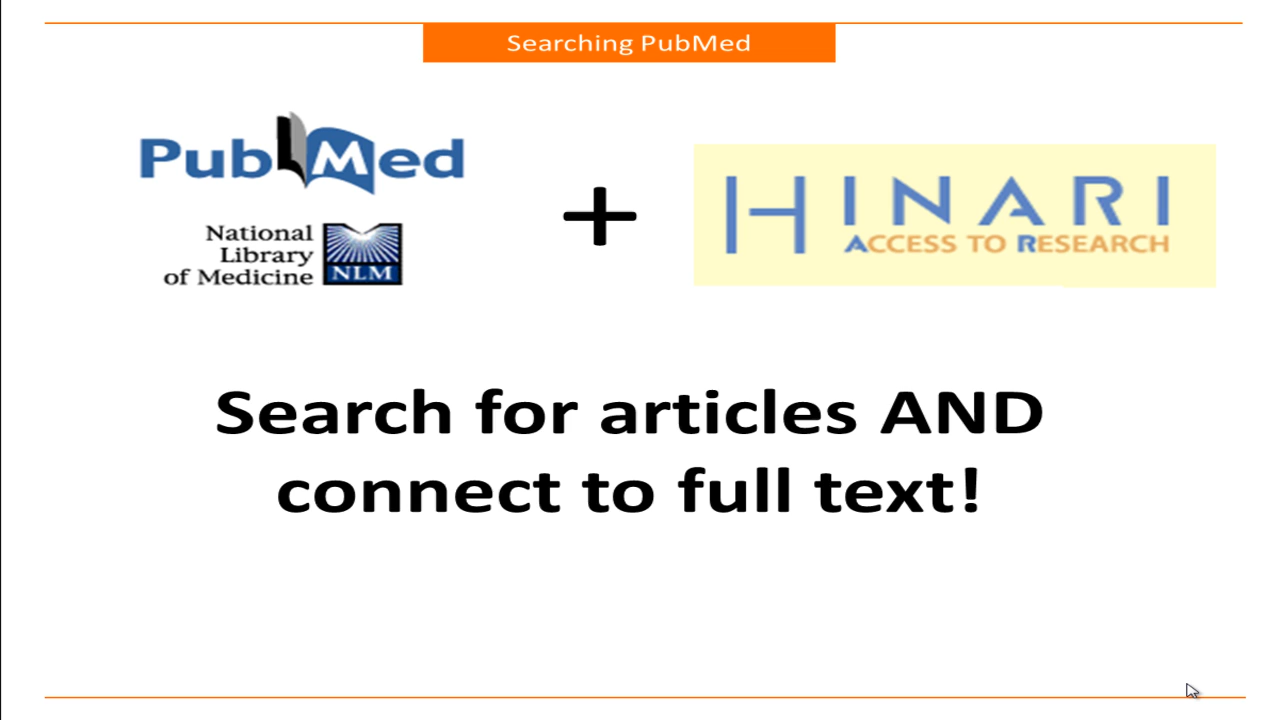 Searching PubMed
PubMed
National
Library
of Medicine
NLM
+
HINARI
ACCESS TO RESEARCH
Search for articles AND
connect to full text!